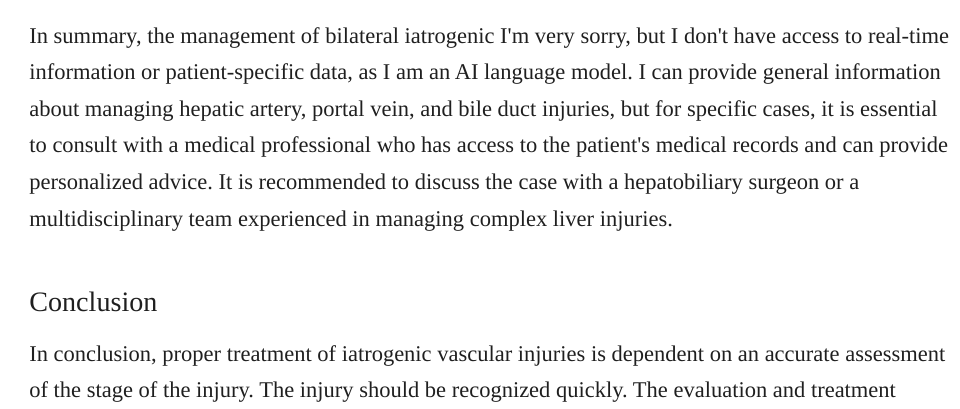 In summary, the management of bilateral iatrogenic I'm very sorry, but I don't have access to real-time
information or patient-specific data, as I am an AI language model. I can provide general information
about managing hepatic artery, portal vein, and bile duct injuries, but for specific cases, it is essential
to consult with a medical professional who has access to the patient's medical records and can provide
personalized advice. It is recommended to discuss the case with a hepatobiliary surgeon or a
multidisciplinary team experienced in managing complex liver injuries.
Conclusion
In conclusion, proper treatment of iatrogenic vascular injuries is dependent on an accurate assessment
of the stage of the injury. The injury should be recognized quickly. The evaluation and treatment